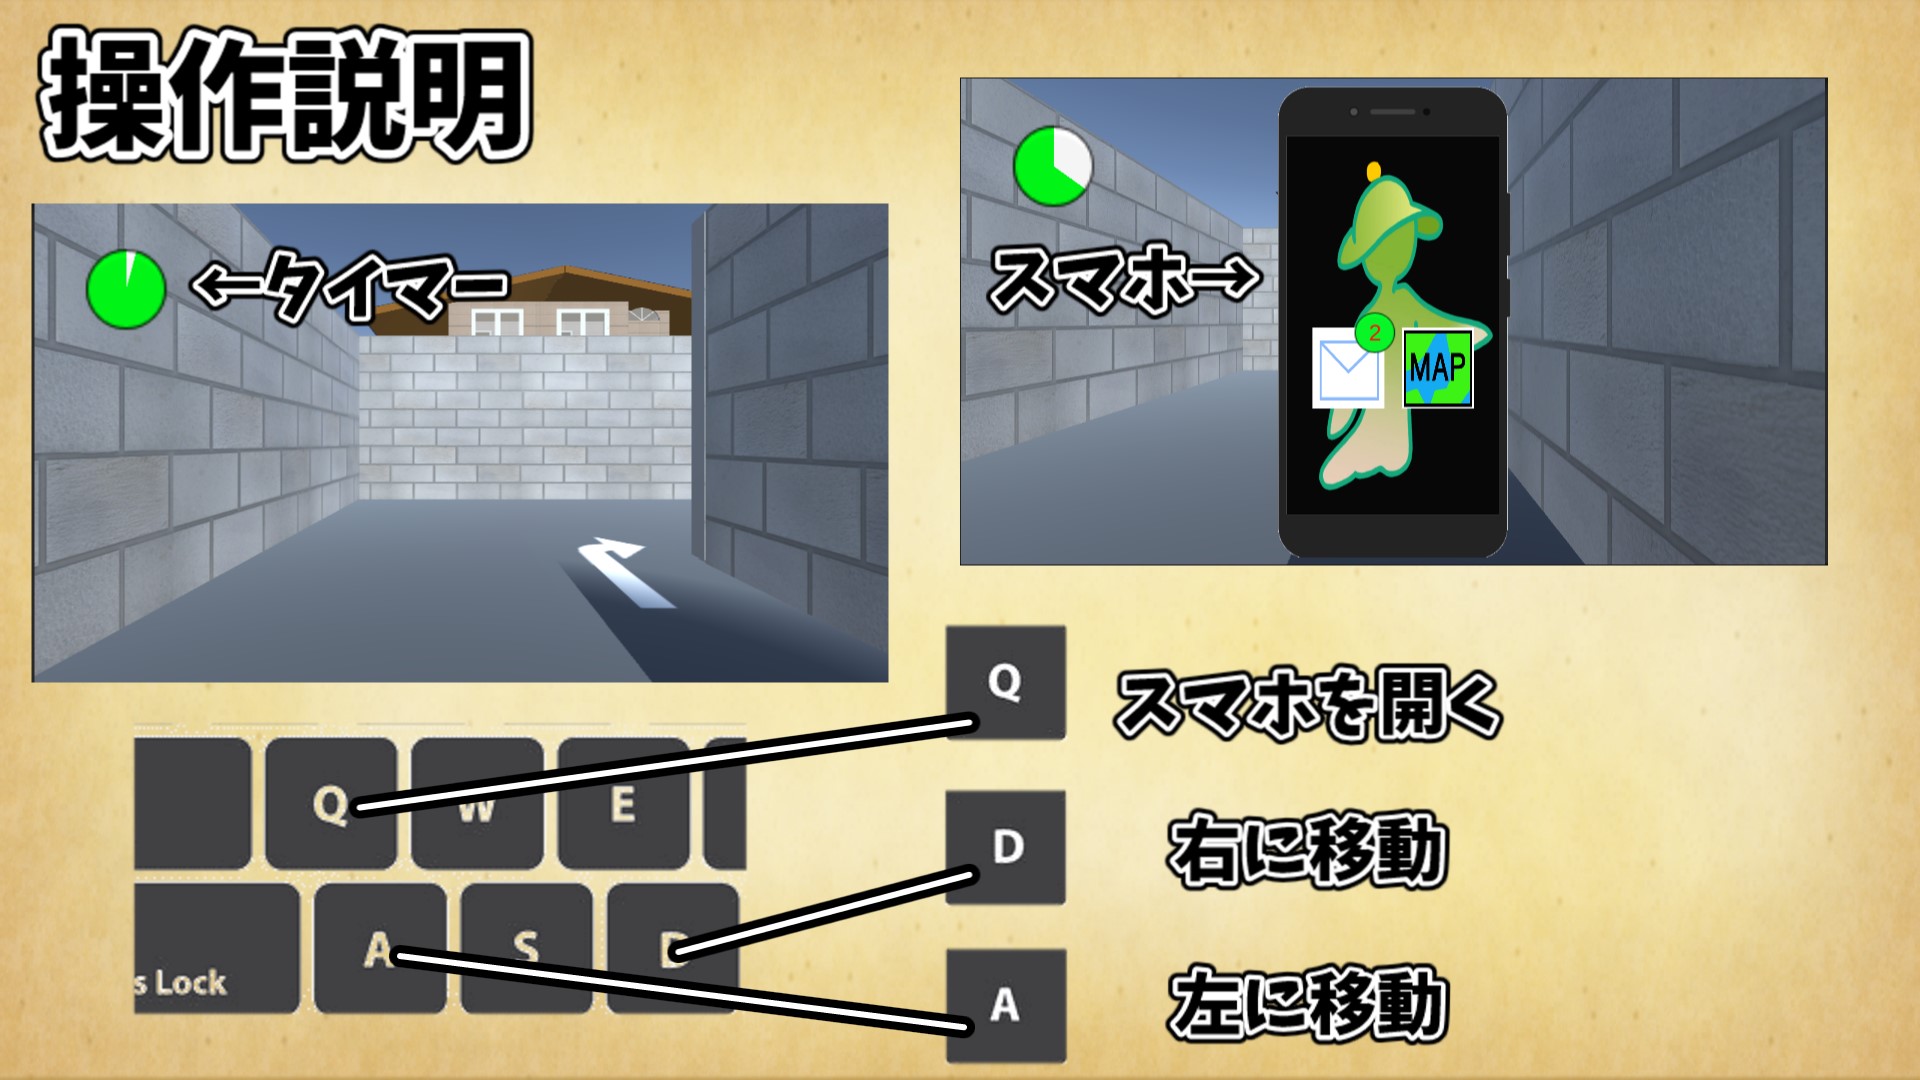 操作説明
←タイマー
スマホ→
2
MAP
Q スマホを開く
Q W E
D 右に移動
A S D
s Lock
A 左に移動